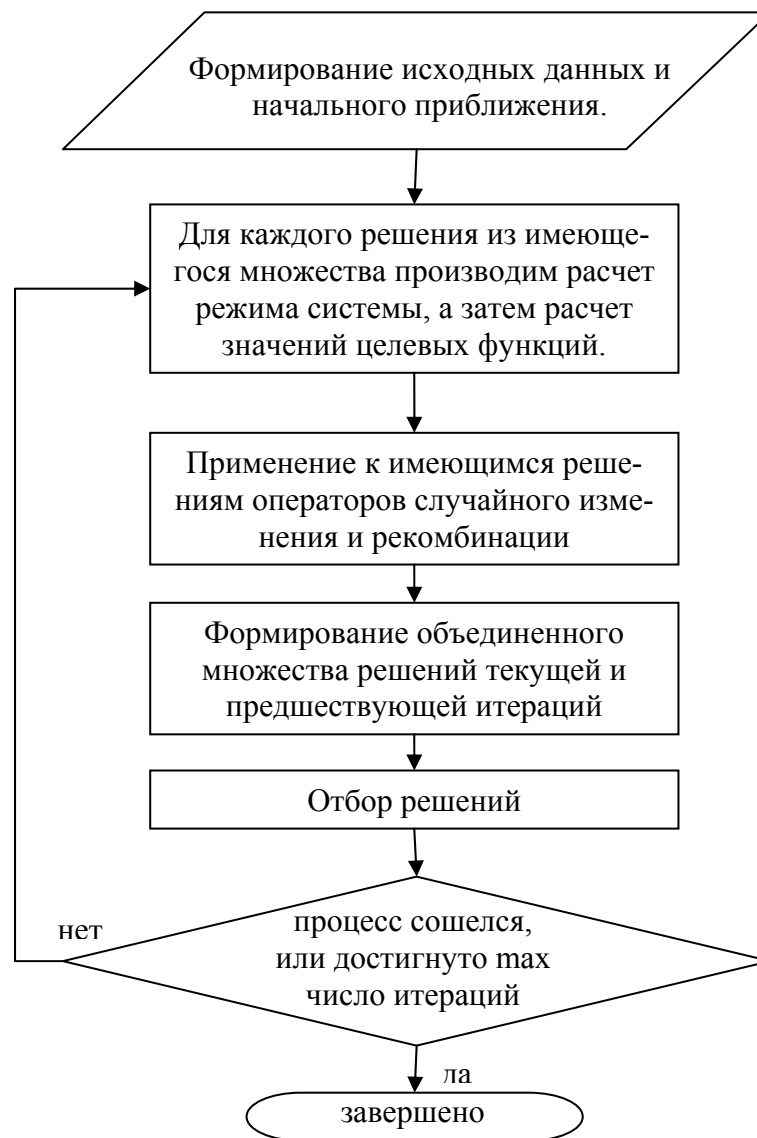 Формирование исходных данных и
начального приближения.
Для каждого решения из имеюще-
гося множества производим расчет
режима системы, а затем расчет
значений целевых функций.
Применение к имеющимся реше-
ниям операторов случайного изме-
нения и рекомбинации
Формирование объединенного
множества решений текущей и
предшествующей итераций
Отбор решений
нет
процесс сошелся,
или достигнуто max
число итераций
да
завершено